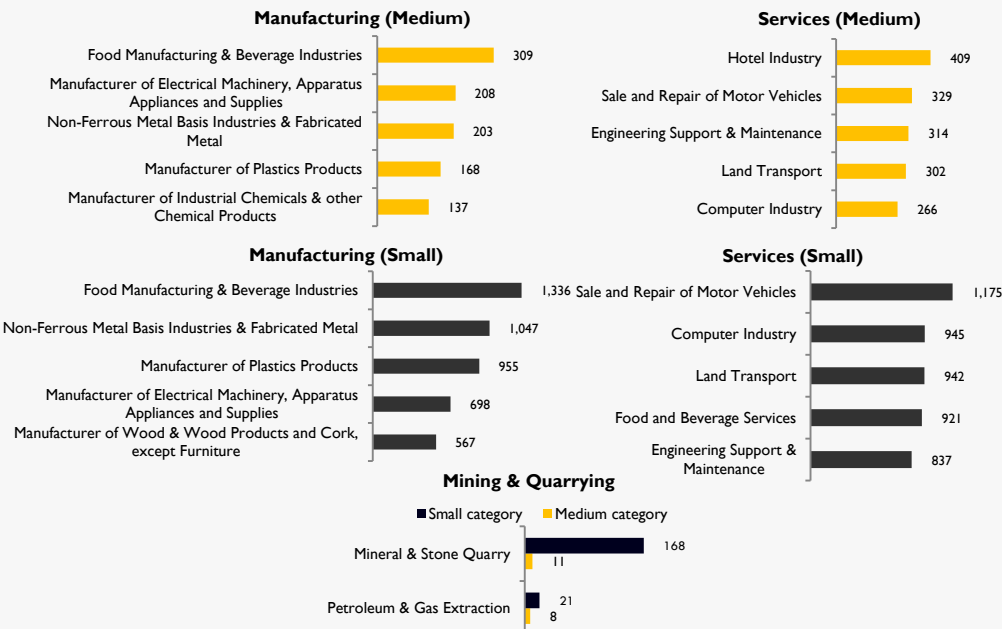 Manufacturing (Medium)
Food Manufacturing & Beverage Industries 309
Manufacturer of Electrical Machinery, Apparatus
Appliances and Supplies 208
Non-Ferrous Metal Basis Industries & Fabricated
Metal 203
Manufacturer of Plastics Products 168
Manufacturer of Industrial Chemicals & other
Chemical Products 137
Services (Medium)
Hotel Industry 409
Sale and Repair of Motor Vehicles 329
Engineering Support & Maintenance 314
Land Transport 302
Computer Industry 266
Manufacturing (Small)
Food Manufacturing & Beverage Industries 1,336
Non-Ferrous Metal Basis Industries & Fabricated Metal 1,047
Manufacturer of Plastics Products 955
Manufacturer of Electrical Machinery, Apparatus
Appliances and Supplies 698
Manufacturer of Wood & Wood Products and Cork,
except Furniture 567
Services (Small)
Sale and Repair of Motor Vehicles 1,175
Computer Industry 945
Land Transport 942
Food and Beverage Services 921
Engineering Support &
Maintenance 837
Mining & Quarrying
Small category Medium category
Mineral & Stone Quarry 168
11
Petroleum & Gas Extraction 21
8